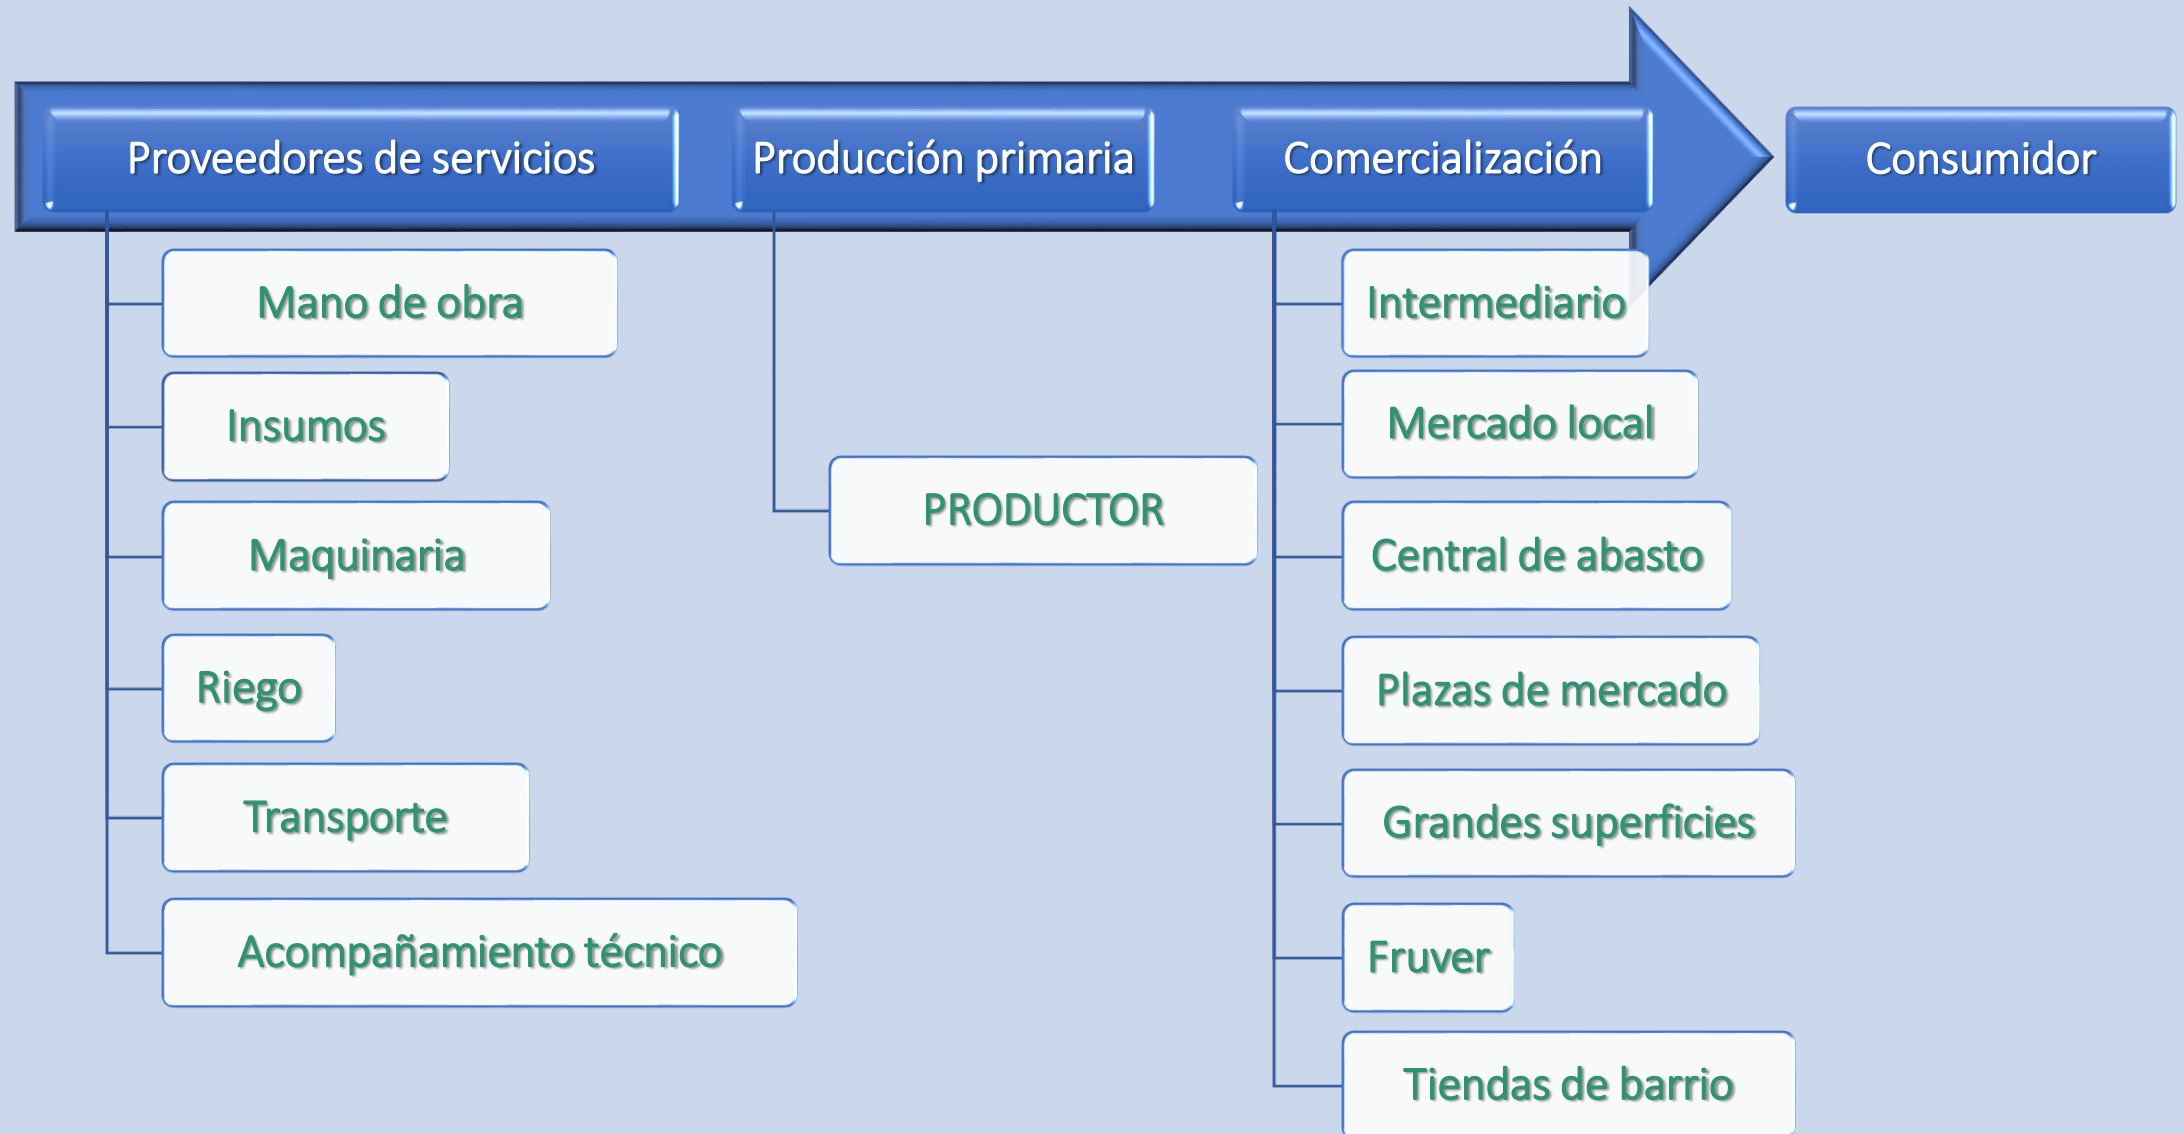 Proveedores de servicios
Mano de obra
Insumos
Maquinaria
Riego
Transporte
Acompañamiento técnico
Producción primaria
PRODUCTOR
Comercialización
Intermediario
Mercado local
Central de abasto
Plazas de mercado
Grandes superficies
Fruver
Tiendas de barrio
Consumidor